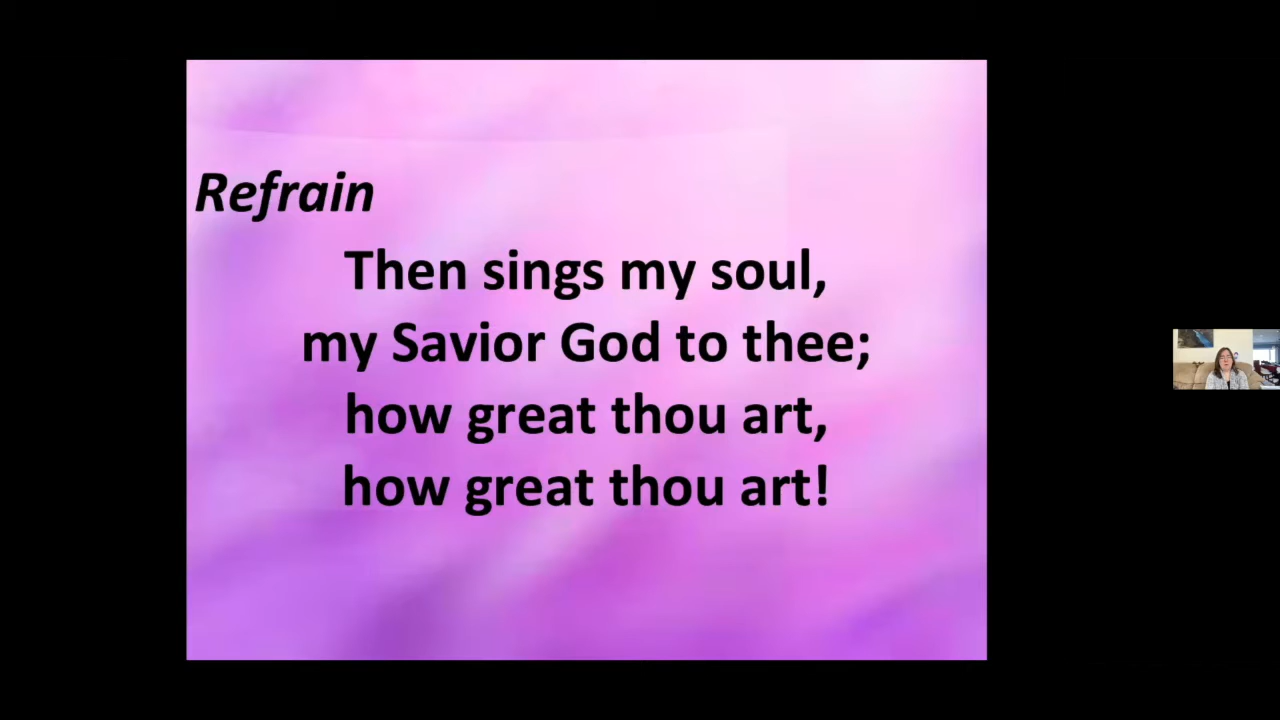 Refrain
Then sings my soul,
my Savior God to thee;
how great thou art,
how great thou art!